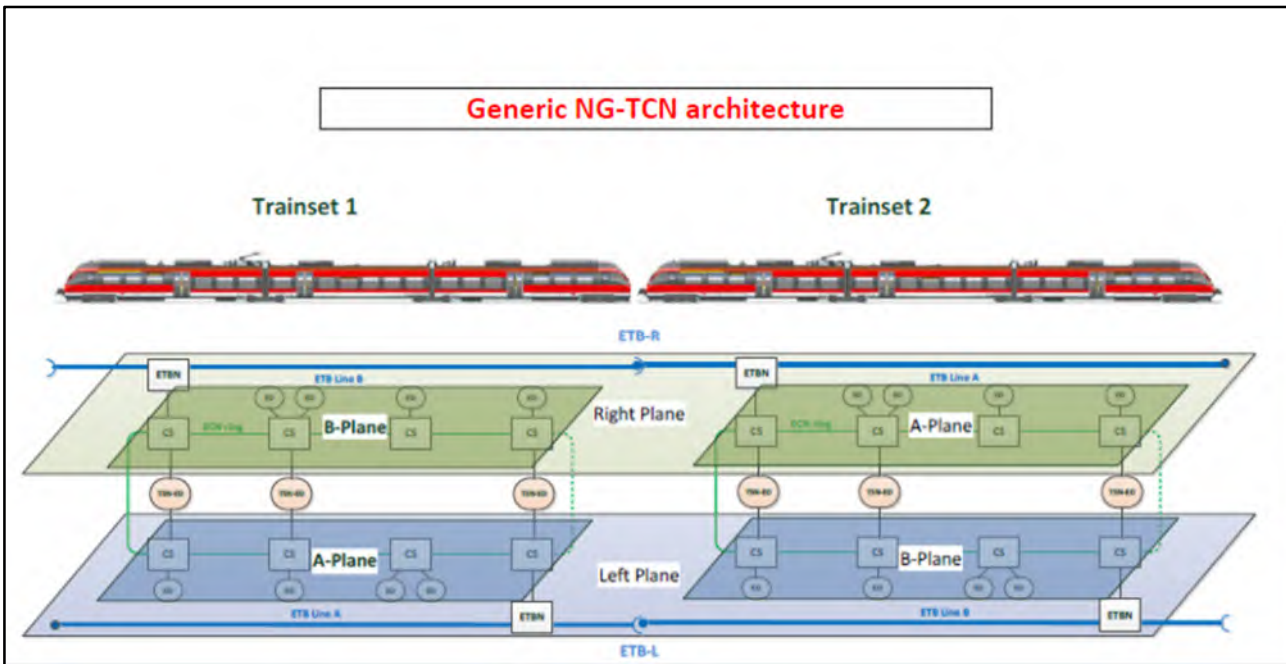 Generic NG-TCN architecture
Trainset 1
Trainset 2
ETB-R
ETBN
ETB Line B
ETBN
ETB Line A
ED ED ED ED
ED ED ED ED
CS ECN ring CS B-Plane CS CS
Right Plane
CS ECN ring CS A-Plane CS CS
TSN-ED TSN-ED TSN-ED
TSN-ED TSN-ED TSN-ED
CS CS A-Plane CS CS
Left Plane
CS CS B-Plane CS CS
ED ED ED ED
ED ED ED ED
ETB Line A
ETBN
ETB Line B
ETBN
ETB-L